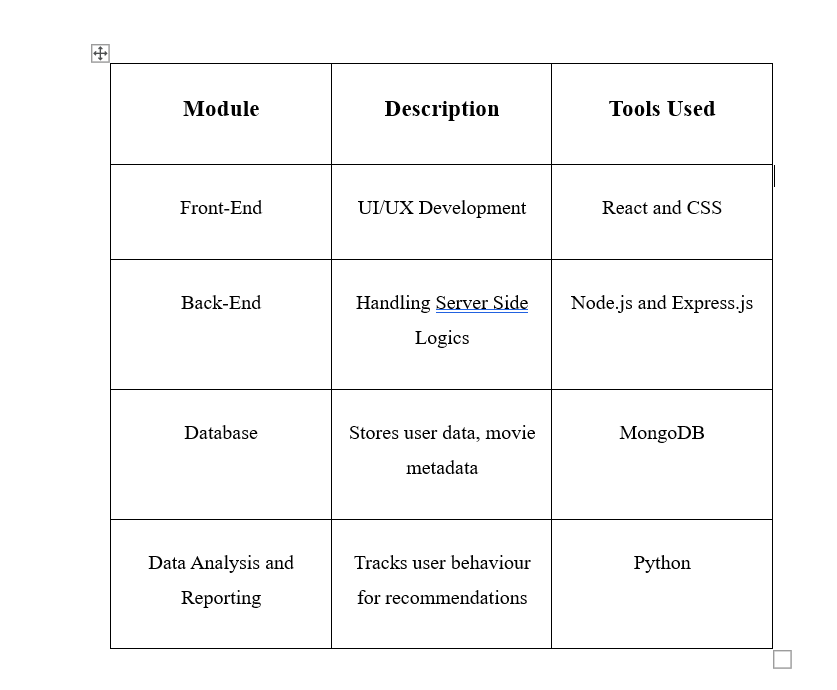 Module Description Tools Used
Front-End UI/UX Development React and CSS
Back-End Handling Server Side Node.js and Express.js
Logics
Database Stores user data, movie MongoDB
metadata
Data Analysis and Tracks user behaviour Python
Reporting for recommendations